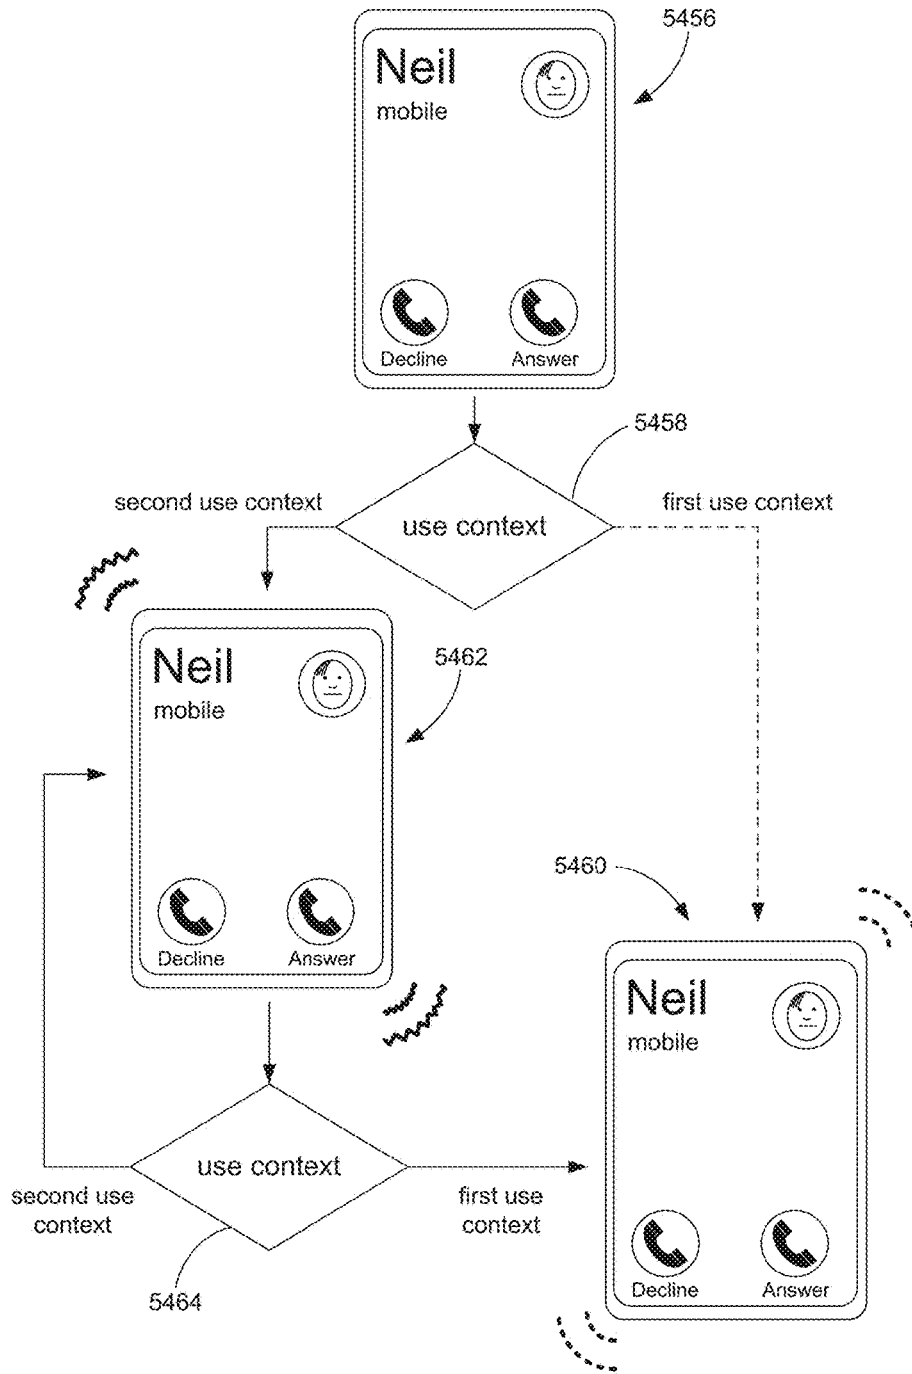 5456
Neil
mobile
Decline
Answer
5458
second use context
use context
first use context
5462
Neil
mobile
Decline
Answer
5460
Neil
mobile
Decline
Answer
use context
second use
context
first use
context
5464